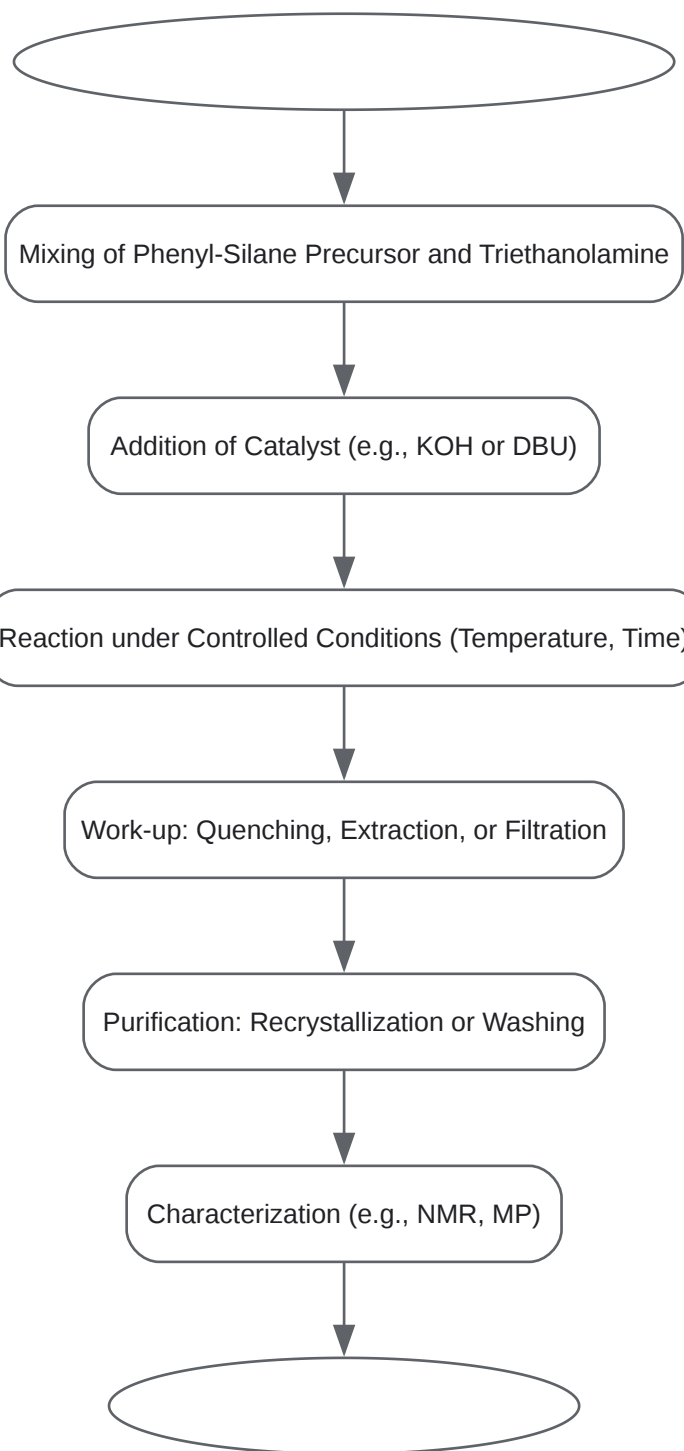 Mixing of Phenyl-Silane Precursor and Triethanolamine
Addition of Catalyst (e.g., KOH or DBU)
Reaction under Controlled Conditions (Temperature, Time)
Work-up: Quenching, Extraction, or Filtration
Purification: Recrystallization or Washing
Characterization (e.g., NMR, MP)